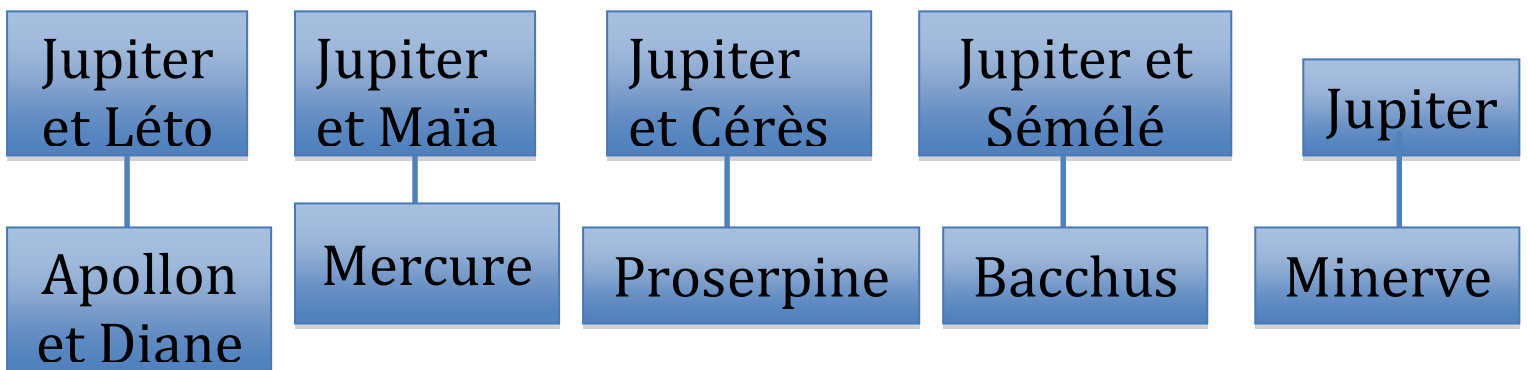 Jupiter
et Léto
Jupiter
et Maïa
Jupiter
et Cérès
Jupiter et
Sémélé
Jupiter
Apollon
et Diane
Mercure
Proserpine
Bacchus
Minerve